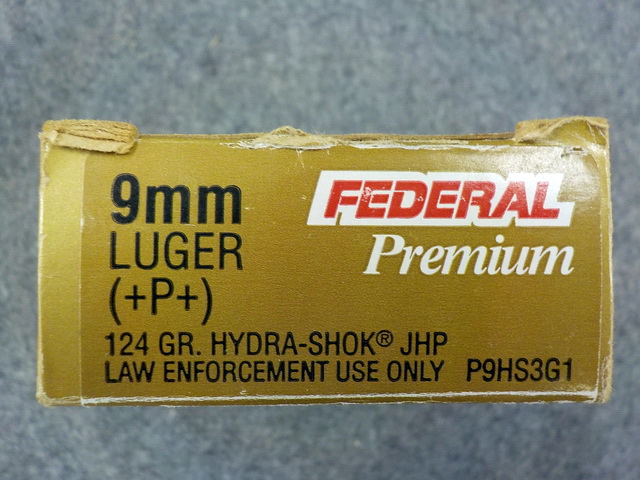 9mm
LUGER
(+P+)
FEDERAL
Premium
124 GR. HYDRA-SHOK® JHP
LAW ENFORCEMENT USE ONLY P9HS3G1